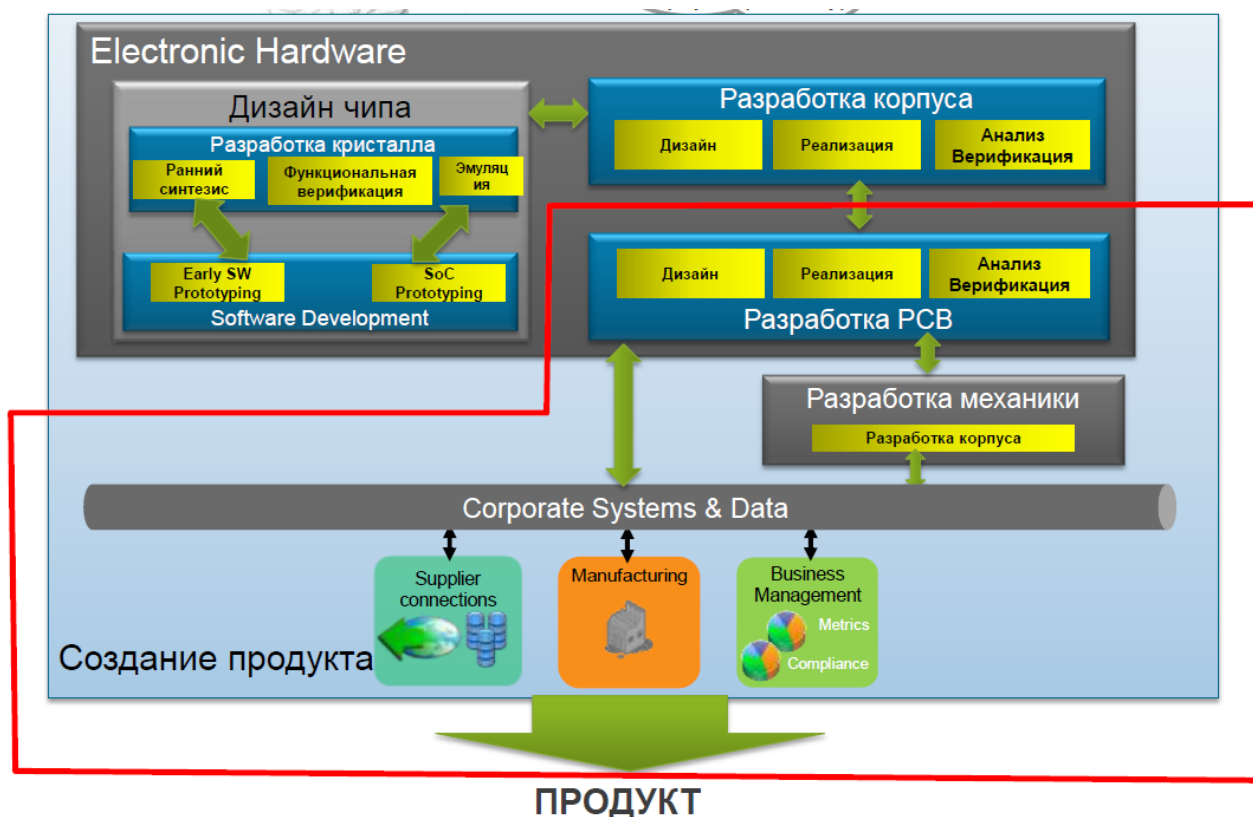 Electronic Hardware
Дизайн чипа
Разработка кристалла
Ранний
синтезис
Функциональная
верификация
Эмуляц
ия
Early SW
Prototyping
SoC
Prototyping
Software Development
Разработка корпуса
Дизайн
Реализация
Анализ
Верификация
Дизайн
Реализация
Анализ
Верификация
Разработка PCB
Разработка механики
Разработка корпуса
Corporate Systems & Data
Supplier
connections
Manufacturing
Business
Management
Metrics
Compliance
Создание продукта
ПРОДУКТ